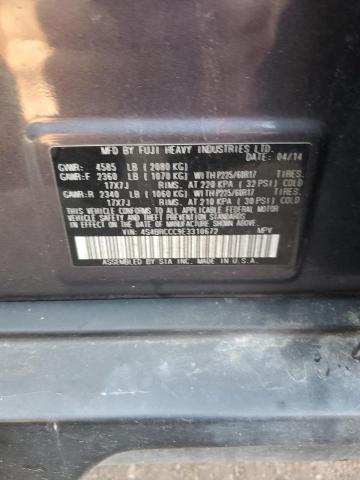 MFD BY FUJI HEAVY INDUSTRIES LTD.
DATE: 04/14
GVWR: 4585 LB (2080 KG)
GAWR:F 2360 LB (1070 KG) WITH P225/60R17 TIRES.
17X7J RIMS. AT 220 KPA (32 PSI) COLD
GAWR:R 2340 LB (1060 KG) WITH P225/60R17 TIRES.
17X7J RIMS. AT 210 KPA (30 PSI) COLD
THIS VEHICLE CONFORMS TO ALL APPLICABLE FEDERAL MOTOR
VEHICLE SAFETY AND THEFT PREVENTION STANDARDS
IN EFFECT ON THE DATE OF MANUFACTURE SHOWN ABOVE.
VIN: 4S4BRCCC9E3310672 MPV
ASSEMBLED BY SIA INC. MADE IN U.S.A.